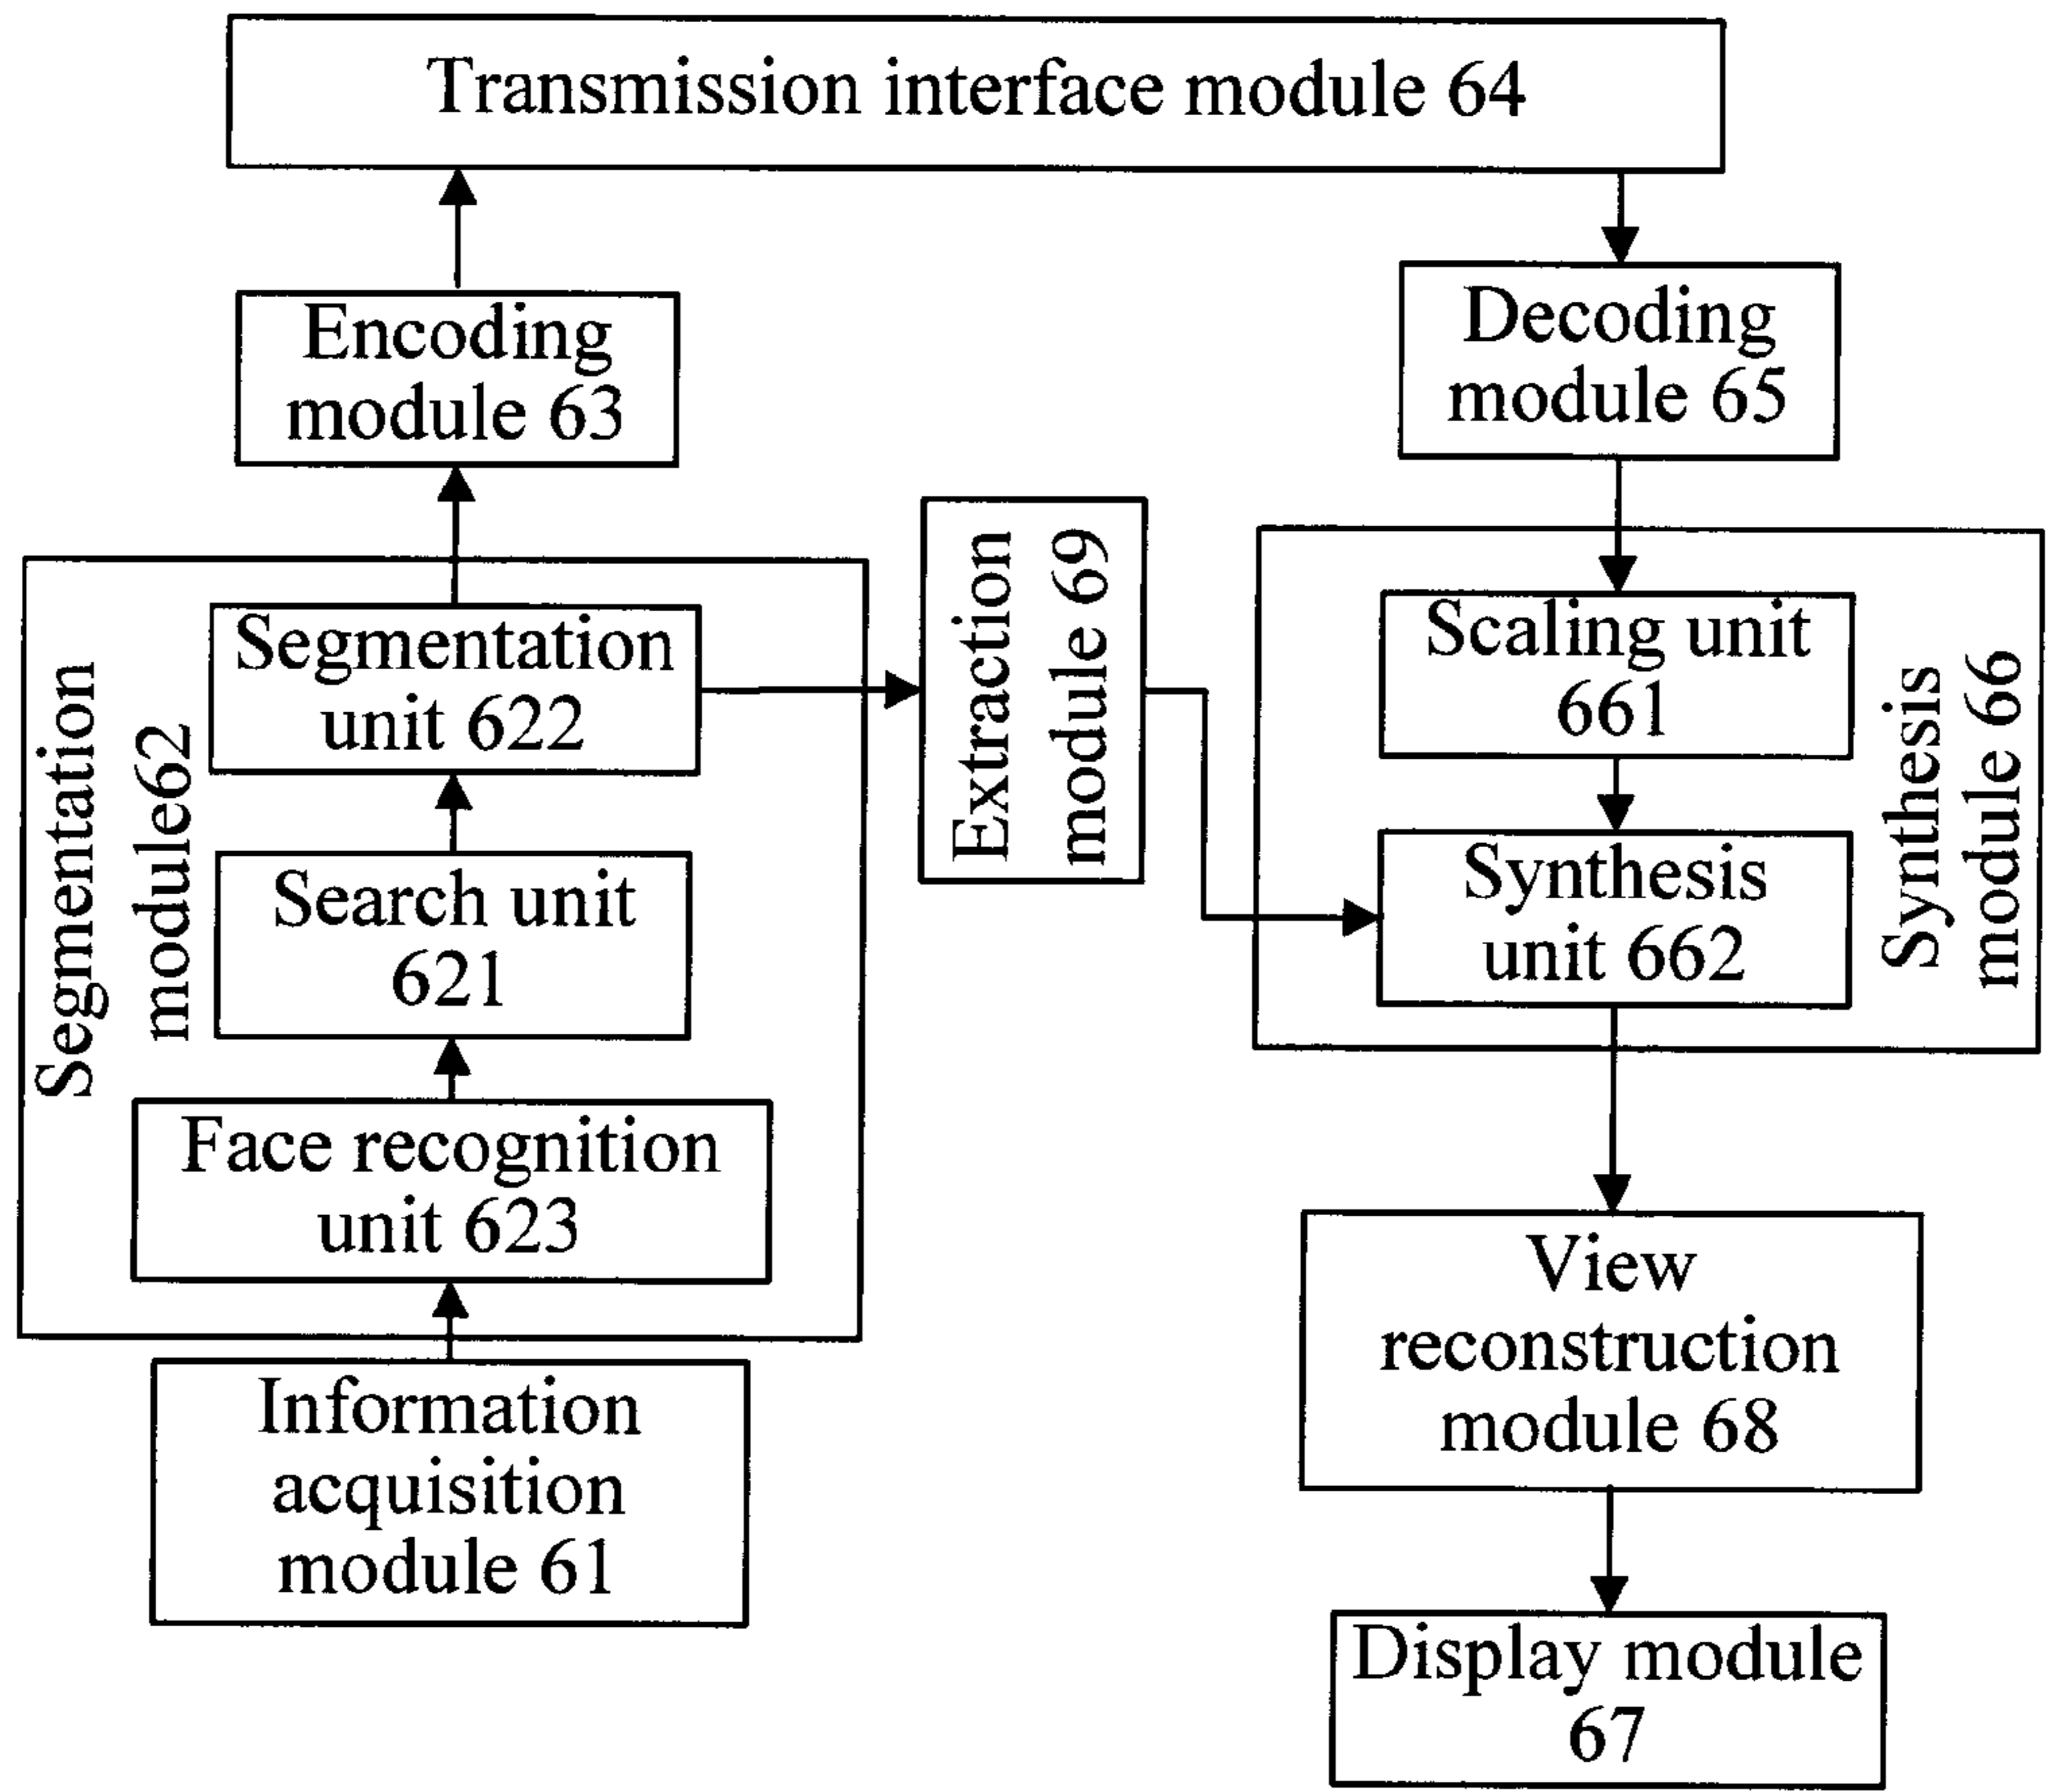 Transmission interface module 64
Encoding
module 63
Decoding
module 65
Segmentation
module62
Segmentation
unit 622
Search unit
621
Face recognition
unit 623
Information
acquisition
module 61
Extraction
module 69
Scaling unit
661
Synthesis
unit 662
Synthesis
module 66
View
reconstruction
module 68
Display module
67